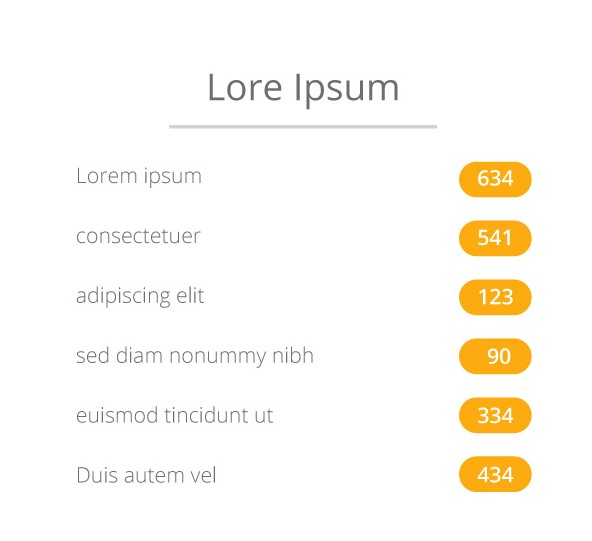 Lore Ipsum
Lorem ipsum 634
consectetuer 541
adipiscing elit 123
sed diam nonummy nibh 90
euismod tincidunt ut 334
Duis autem vel 434